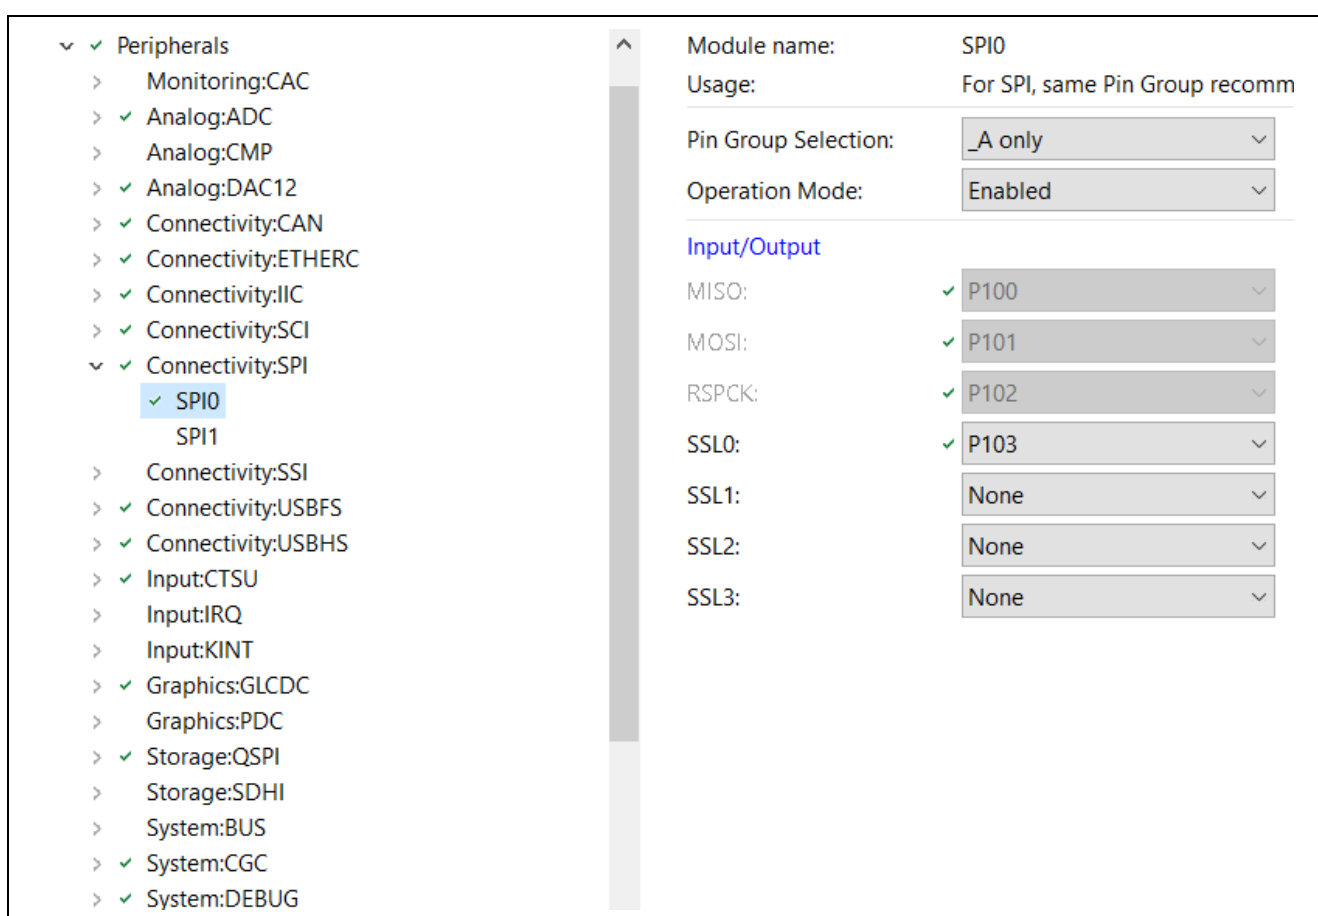 Peripherals
Monitoring:CAC
Analog:ADC
Analog:CMP
Analog:DAC12
Connectivity:CAN
Connectivity:ETHERC
Connectivity:IIC
Connectivity:SCI
Connectivity:SPI
SPI0
SPI1
Connectivity:SSI
Connectivity:USBFS
Connectivity:USBHS
Input:CTSU
Input:IRQ
Input:KINT
Graphics:GLCDC
Graphics:PDC
Storage:QSPI
Storage:SDHI
System:BUS
System:CGC
System:DEBUG
Module name: SPI0
Usage: For SPI, same Pin Group recomm
Pin Group Selection: _A only
Operation Mode: Enabled
Input/Output
MISO: P100
MOSI: P101
RSPCK: P102
SSL0: P103
SSL1: None
SSL2: None
SSL3: None